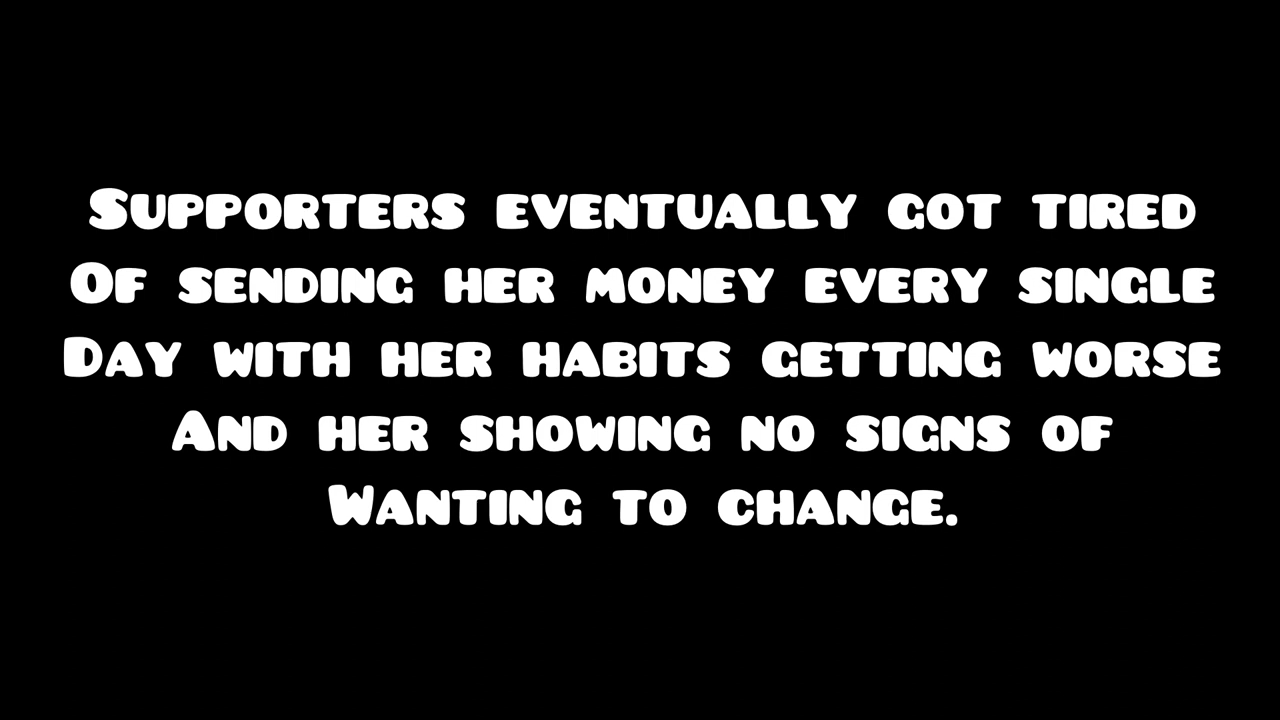 Supporters eventually got tired
Of sending her money every single
Day with her habits getting worse
And her showing no signs of
Wanting to change.